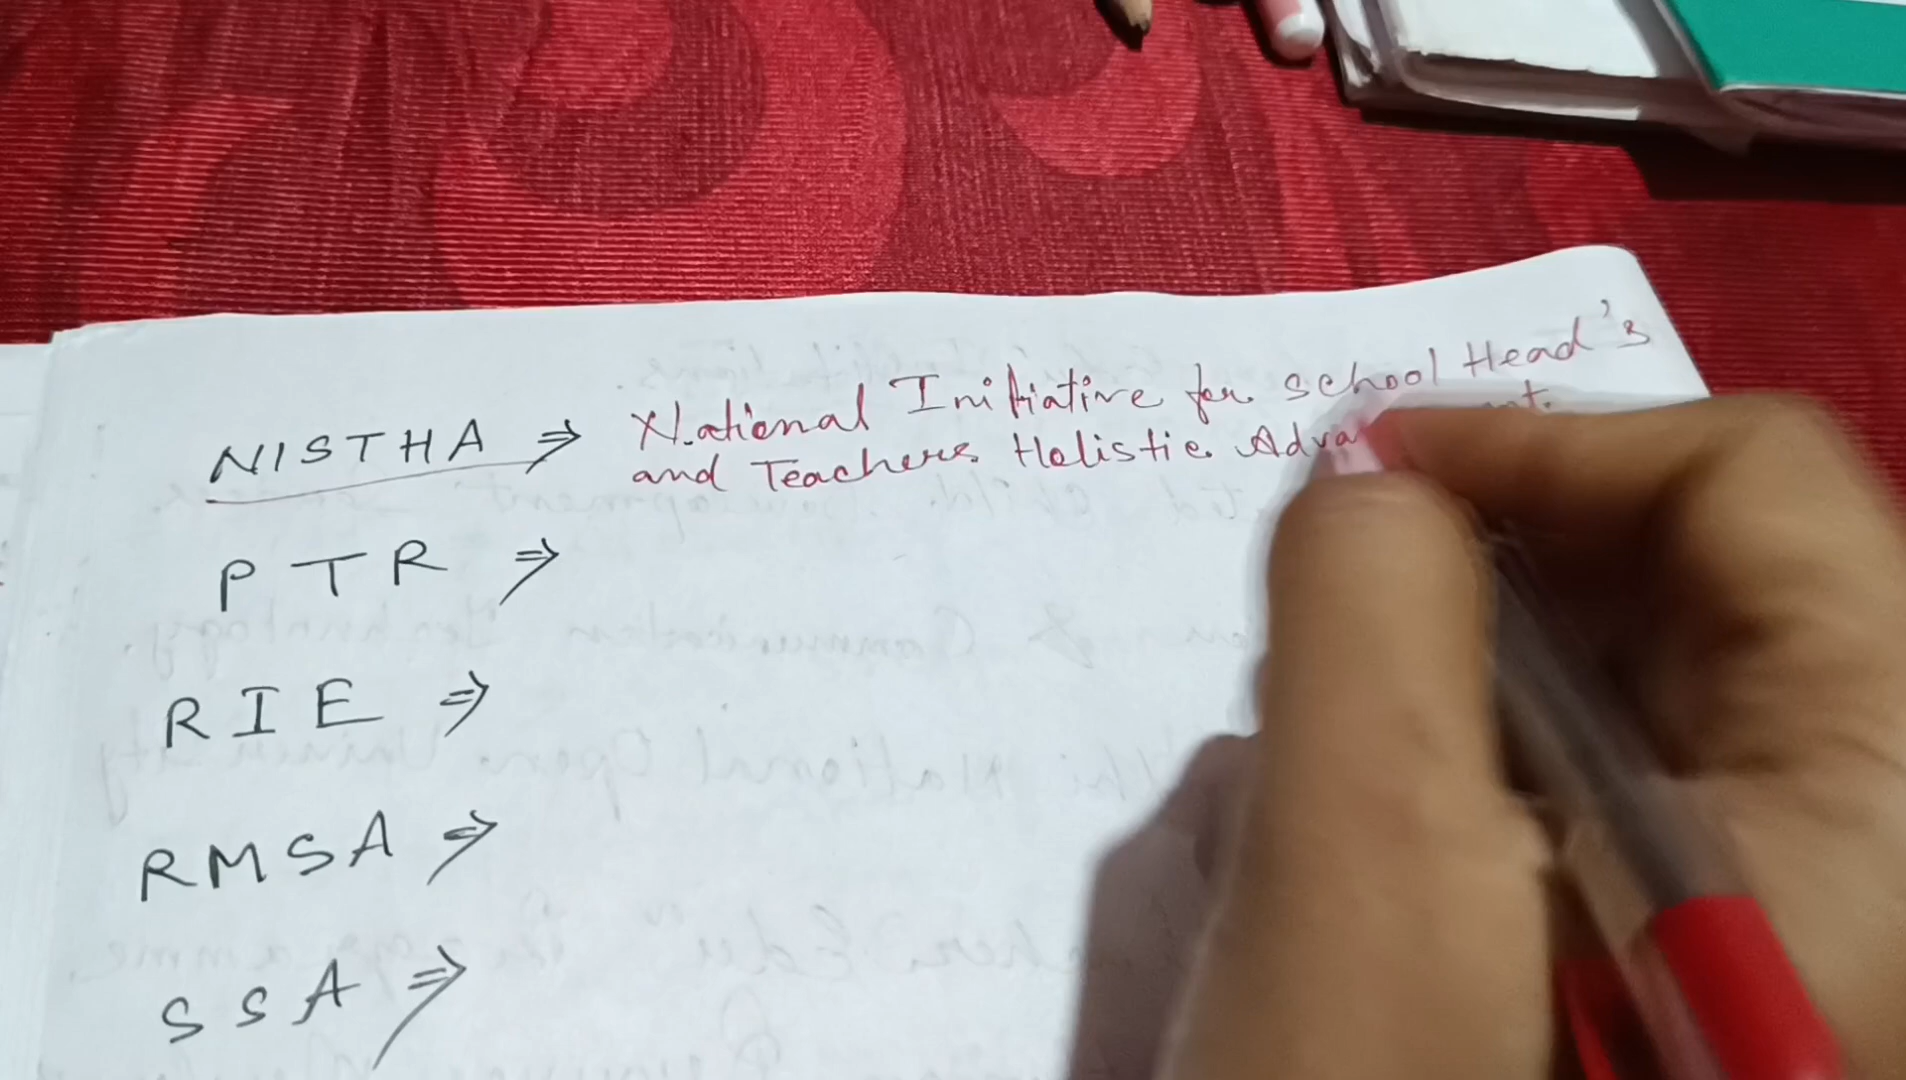 NISTHA ⇒ National Initiative for School Head's
and Teachers Holistic
PTR ⇒
RIE ⇒
RMSA ⇒
SSA ⇒